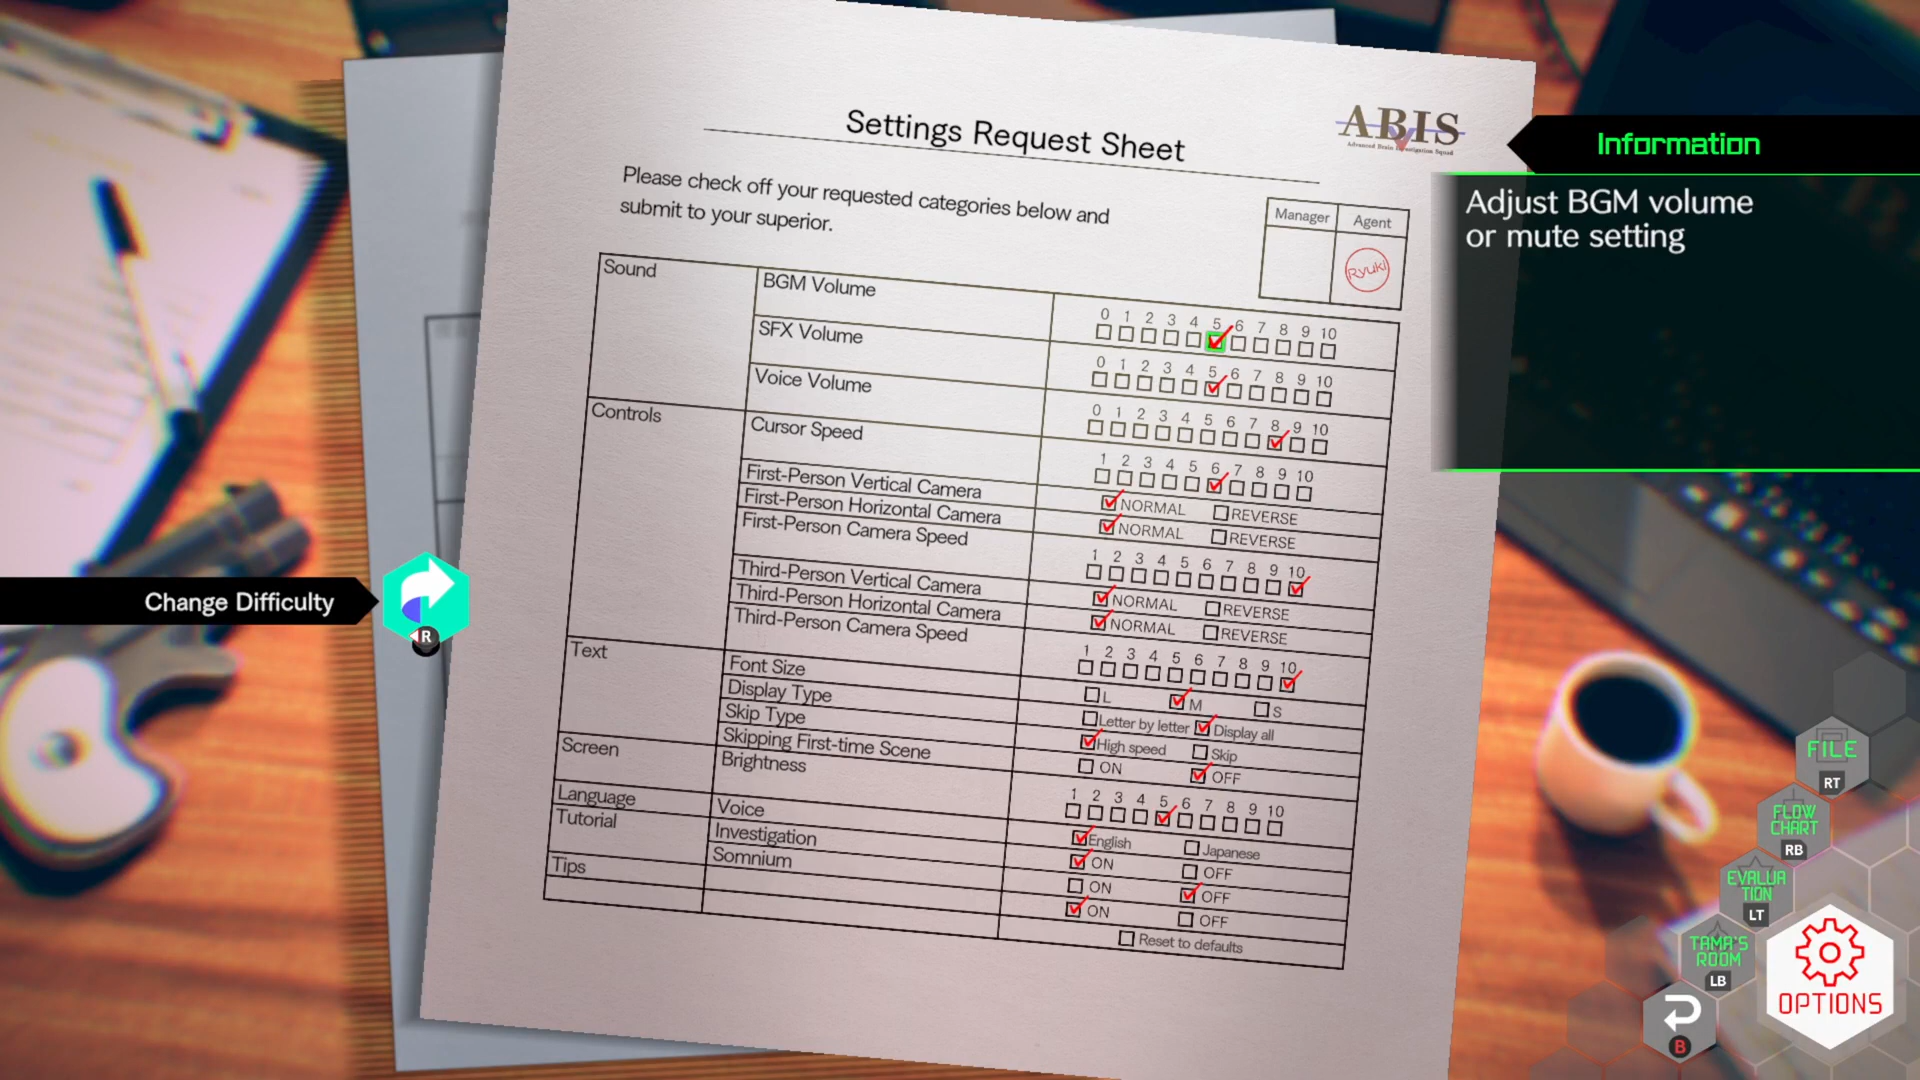 Settings Request Sheet
ABIS
Please check off your requested categories below and
submit to your superior.
Manager Agent
Ryuki
Information
Adjust BGM volume
or mute setting
Sound
BGM Volume
0 1 2 3 4 5 6 7 8 9 10
SFX Volume
0 1 2 3 4 5 6 7 8 9 10
Voice Volume
0 1 2 3 4 5 6 7 8 9 10
Controls
Cursor Speed
1 2 3 4 5 6 7 8 9 10
First-Person Vertical Camera
NORMAL REVERSE
First-Person Horizontal Camera
NORMAL REVERSE
First-Person Camera Speed
1 2 3 4 5 6 7 8 9 10
Third-Person Vertical Camera
NORMAL REVERSE
Third-Person Horizontal Camera
NORMAL REVERSE
Third-Person Camera Speed
1 2 3 4 5 6 7 8 9 10
Text
Font Size
L M S
Display Type
Letter by letter Display all
Skip Type
High speed Skip
Skipping First-time Scene
ON OFF
Screen
Brightness
1 2 3 4 5 6 7 8 9 10
Language
Voice
English Japanese
Tutorial
Investigation
ON OFF
Somnium
ON OFF
Tips
ON OFF
Reset to defaults
Change Difficulty
R
FILE
RT
FLOW
CHART
RB
EVALUA
TION
LT
TAMA'S
ROOM
LB
OPTIONS
B